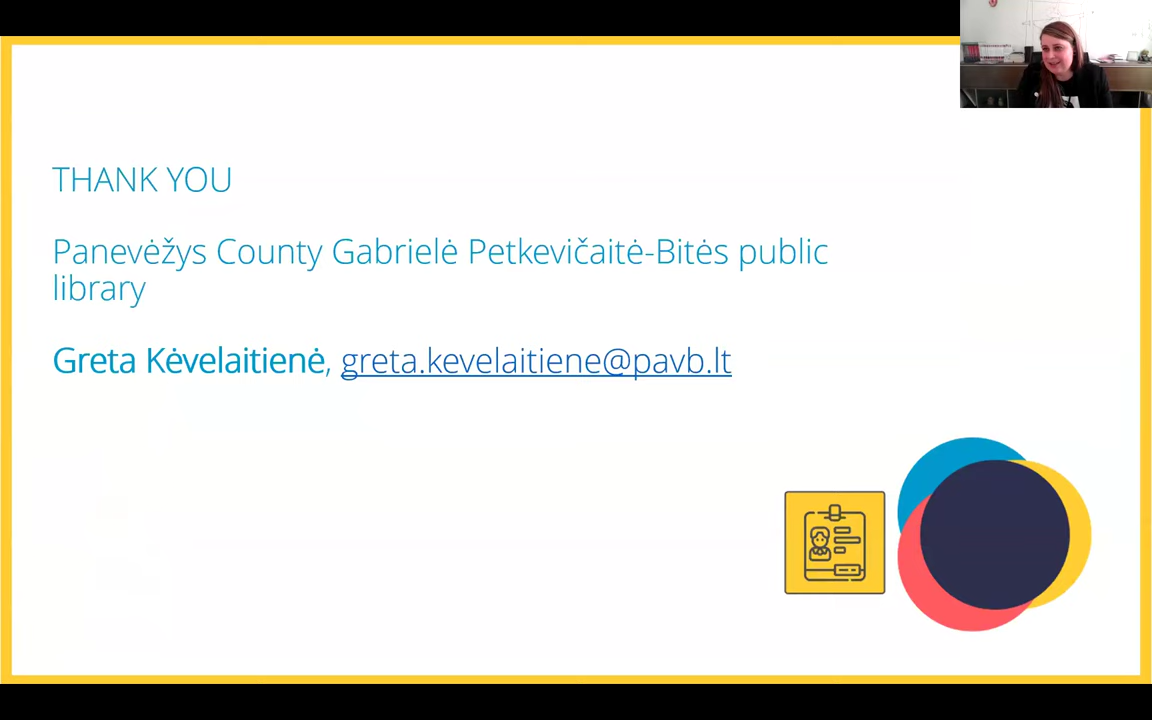 THANK YOU
Panevėžys County Gabrielė Petkevičaitė-Bitės public
library
Greta Kėvelaitienė, greta.kevelaitiene@pavb.lt